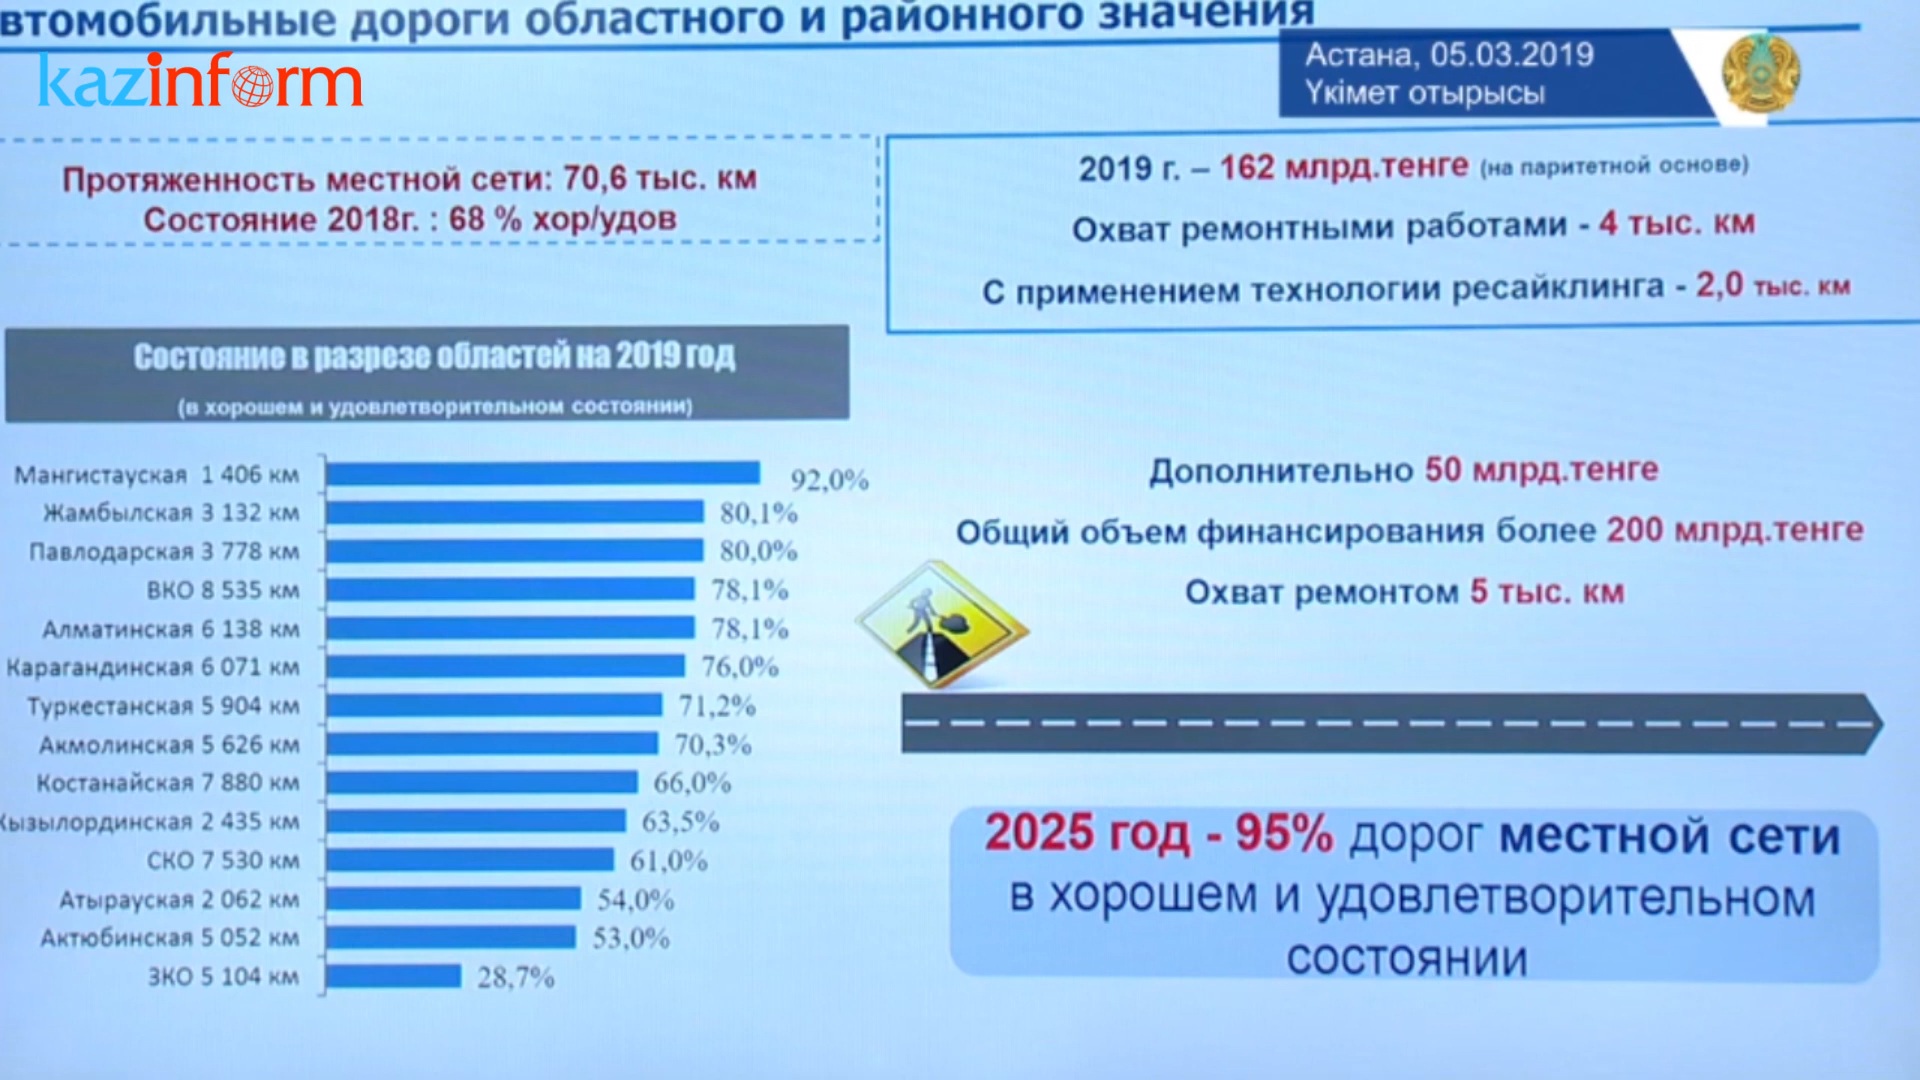 втомобильные дороги областного и районного значения
kazinform
Астана, 05.03.2019
Үкімет отырысы
Протяженность местной сети: 70,6 тыс. км
Состояние 2018г. : 68 % хор/удов
2019 г. – 162 млрд.тенге (на паритетной основе)
Охват ремонтными работами - 4 тыс. км
С применением технологии ресайклинга - 2,0 тыс. км
Состояние в разрезе областей на 2019 год
(в хорошем и удовлетворительном состоянии)
Мангистауская 1 406 км 92,0%
Жамбылская 3 132 км 80,1%
Павлодарская 3 778 км 80,0%
ВКО 8 535 км 78,1%
Алматинская 6 138 км 78,1%
Карагандинская 6 071 км 76,0%
Туркестанская 5 904 км 71,2%
Акмолинская 5 626 км 70,3%
Костанайская 7 880 км 66,0%
Кызылординская 2 435 км 63,5%
СКО 7 530 км 61,0%
Атырауская 2 062 км 54,0%
Актюбинская 5 052 км 53,0%
ЗКО 5 104 км 28,7%
Дополнительно 50 млрд.тенге
Общий объем финансирования более 200 млрд.тенге
Охват ремонтом 5 тыс. км
2025 год - 95% дорог местной сети
в хорошем и удовлетворительном
состоянии